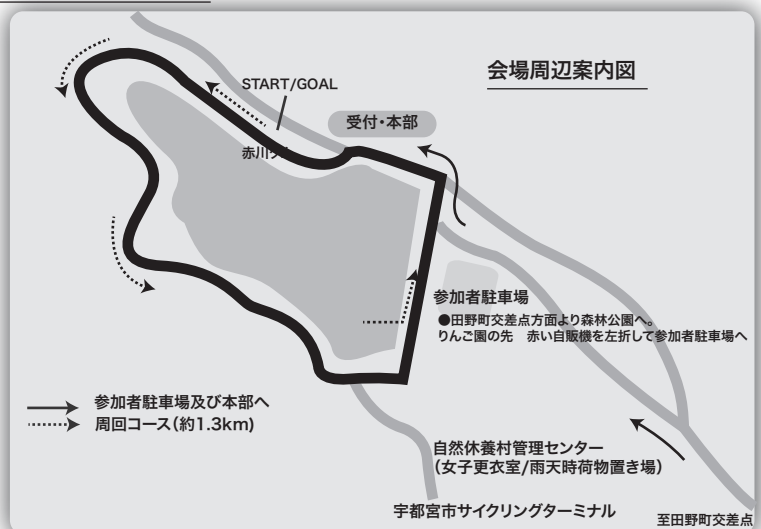 会場周辺案内図
START/GOAL
受付・本部
赤川
参加者駐車場
●田野町交差点方面より森林公園へ。
りんご園の先　赤い自販機を左折して参加者駐車場へ
参加者駐車場及び本部へ
周回コース(約1.3km)
自然休養村管理センター
(女子更衣室/雨天時荷物置き場)
宇都宮市サイクリングターミナル
至田野町交差点